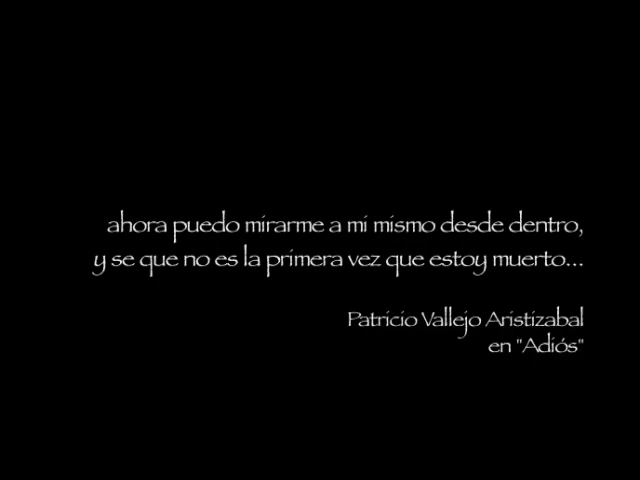 ahora puedo mirarme a mi mismo desde dentro,
y se que no es la primera vez que estoy muerto...
Patricio Vallejo Aristizabal
en "Adiós"